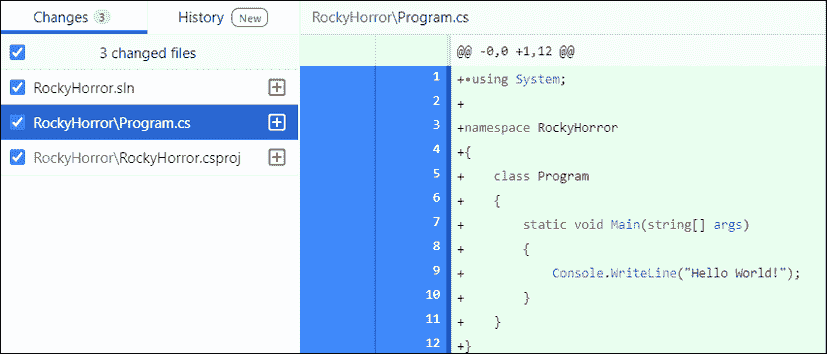 Changes 3 History New
3 changed files
RockyHorror.sln
RockyHorror\Program.cs
RockyHorror\RockyHorror.csproj
RockyHorror\Program.cs
@@ -0,0 +1,12 @@
1 +using System;
2 +
3 +namespace RockyHorror
4 +{
5 +    class Program
6 +    {
7 +        static void Main(string[] args)
8 +        {
9 +            Console.WriteLine("Hello World!");
10 +        }
11 +    }
12 +}